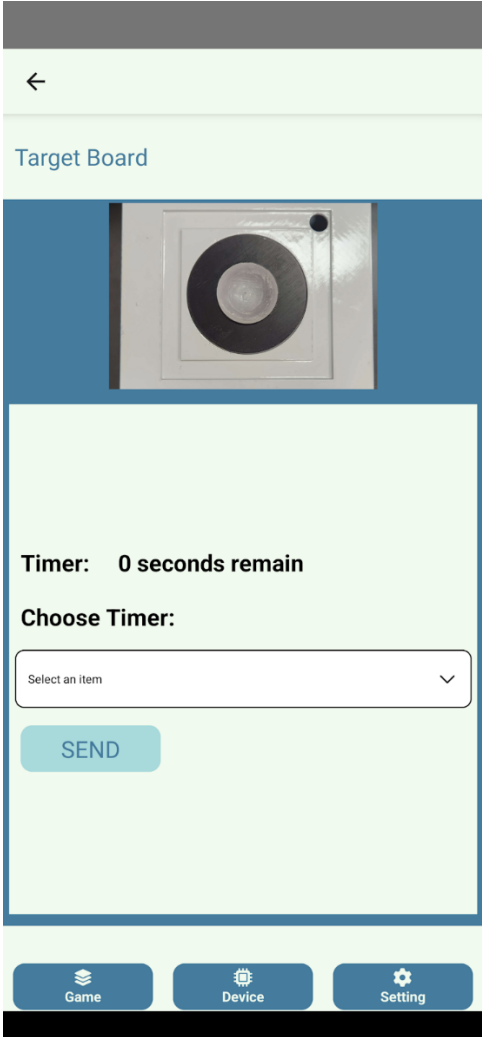 Target Board
Timer: 0 seconds remain
Choose Timer:
Select an item
SEND
Game
Device
Setting